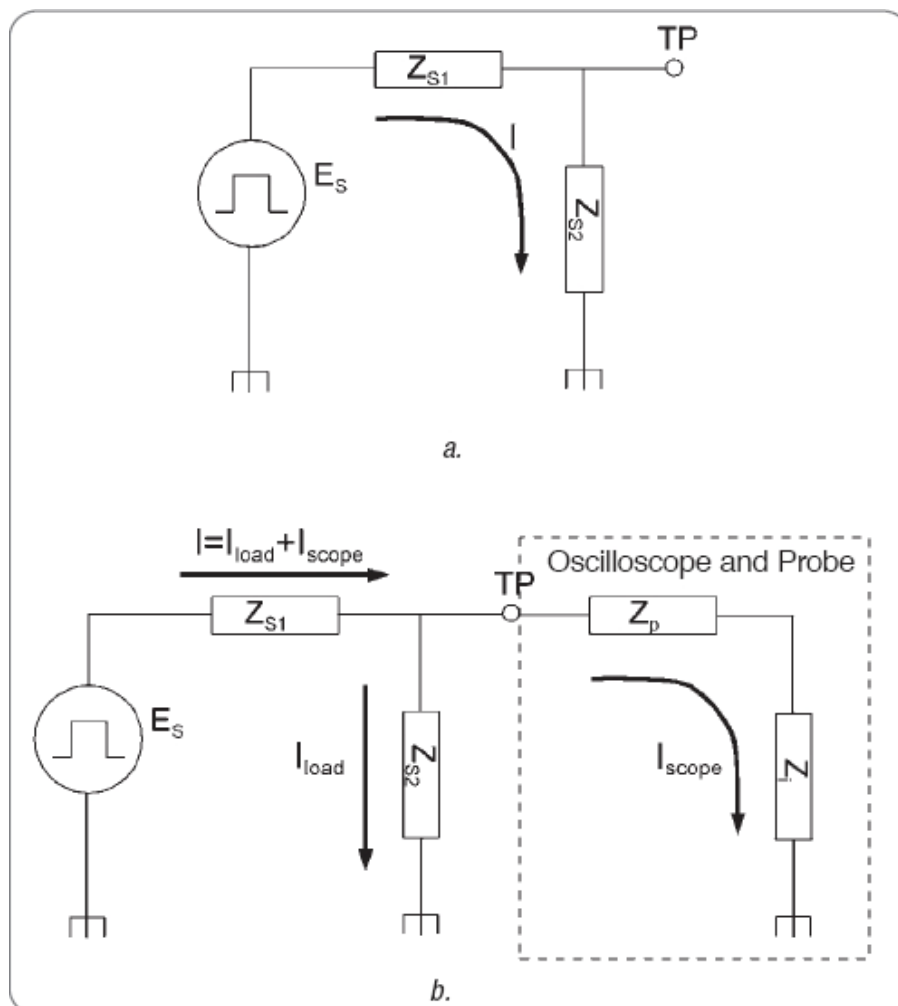 TP
Z_S1
I
E_S
Z_S2
a.
I=I_load+I_scope
Oscilloscope and Probe
TP
Z_S1
Z_p
E_S
I_load
Z_S2
I_scope
Z_i
b.